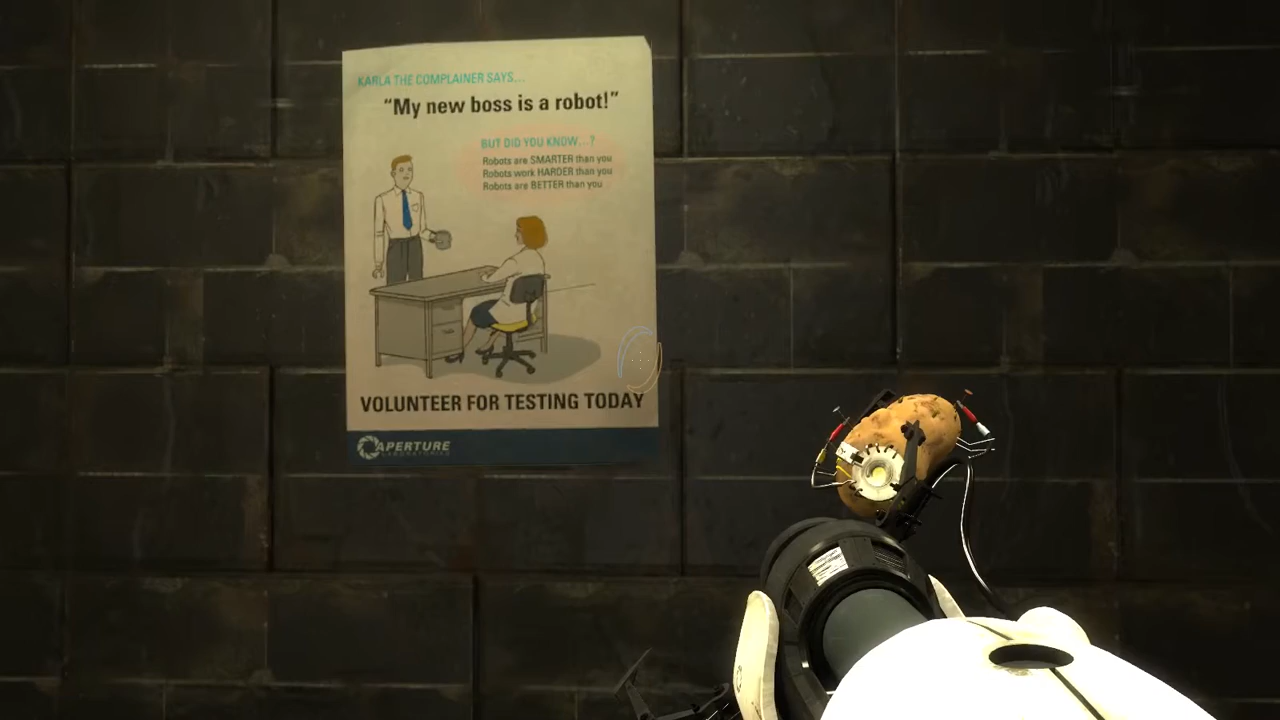 KARLA THE COMPLAINER SAYS...
"My new boss is a robot!"
BUT DID YOU KNOW...?
Robots are SMARTER than you
Robots work HARDER than you
Robots are BETTER than you
VOLUNTEER FOR TESTING TODAY
APERTURE
LABORATORIES